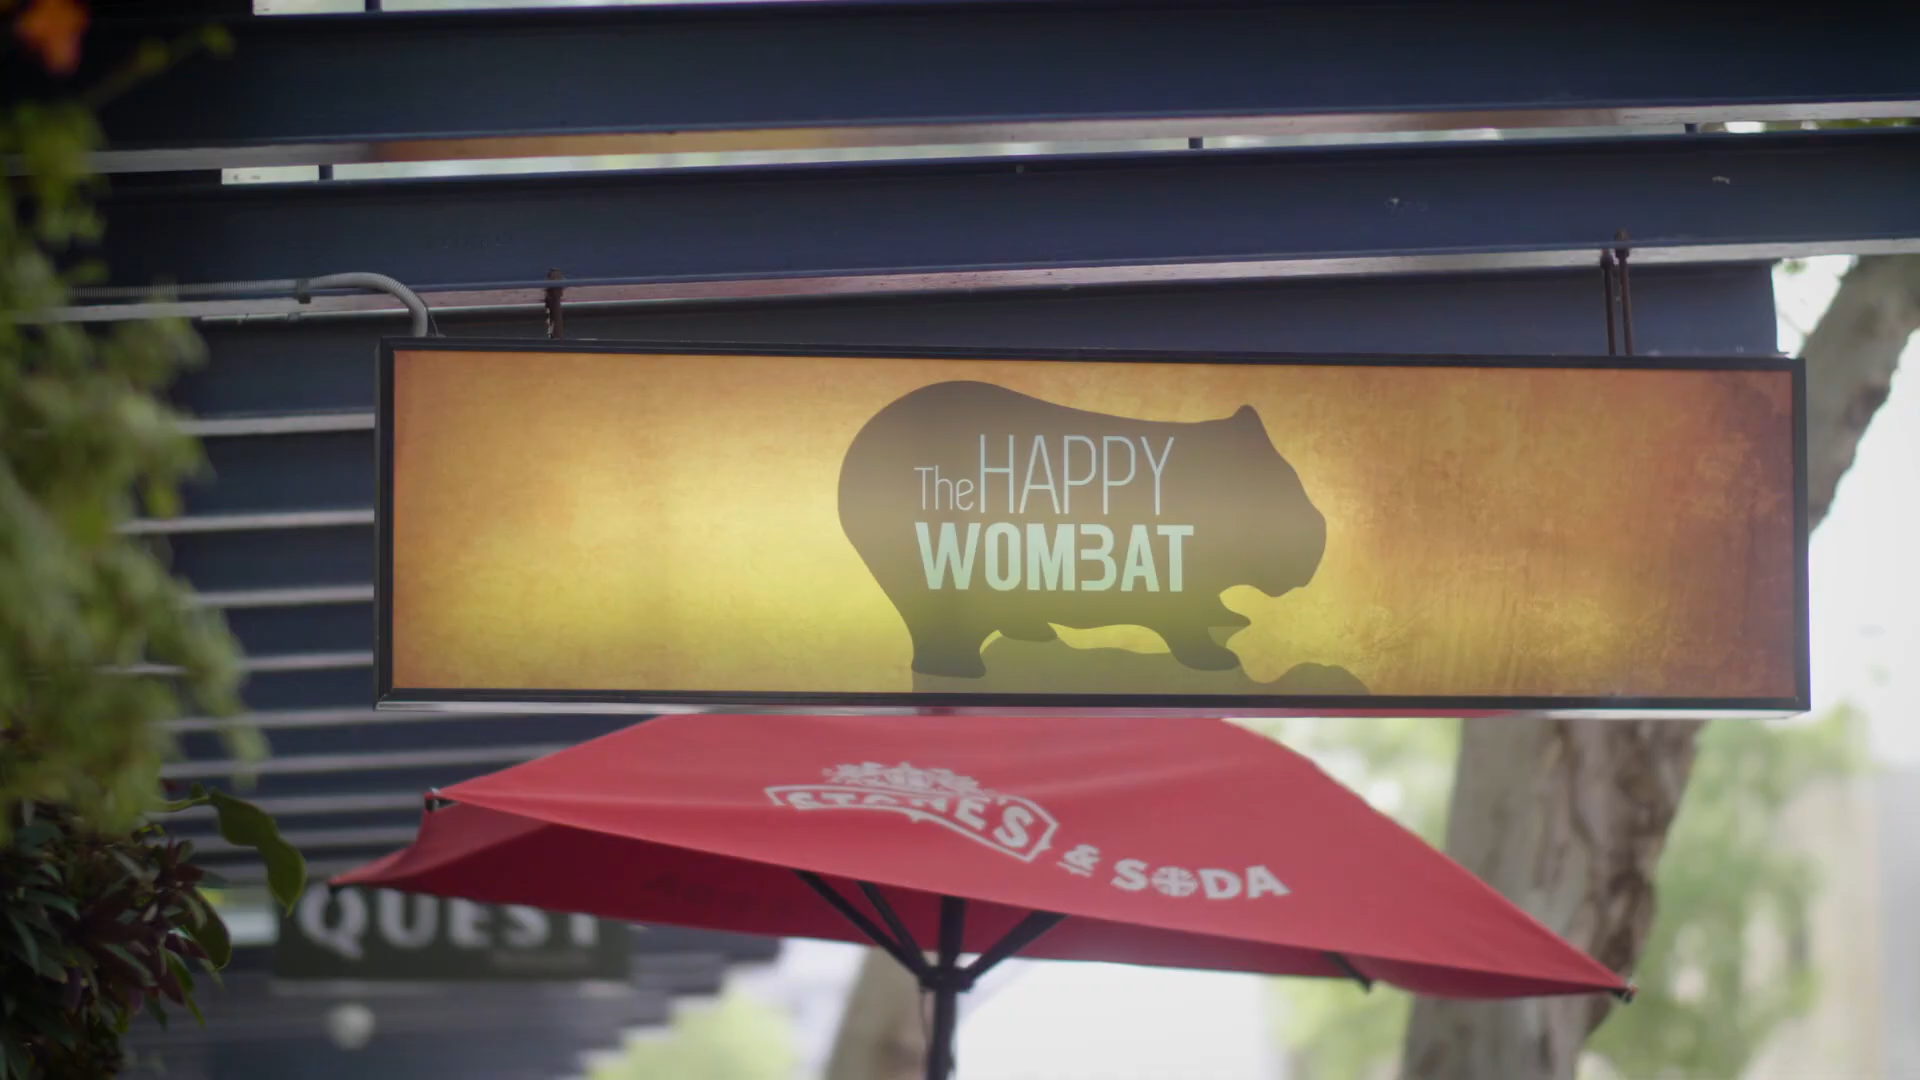 The HAPPY
WOMBAT
STONE'S
& SODA
QUEST